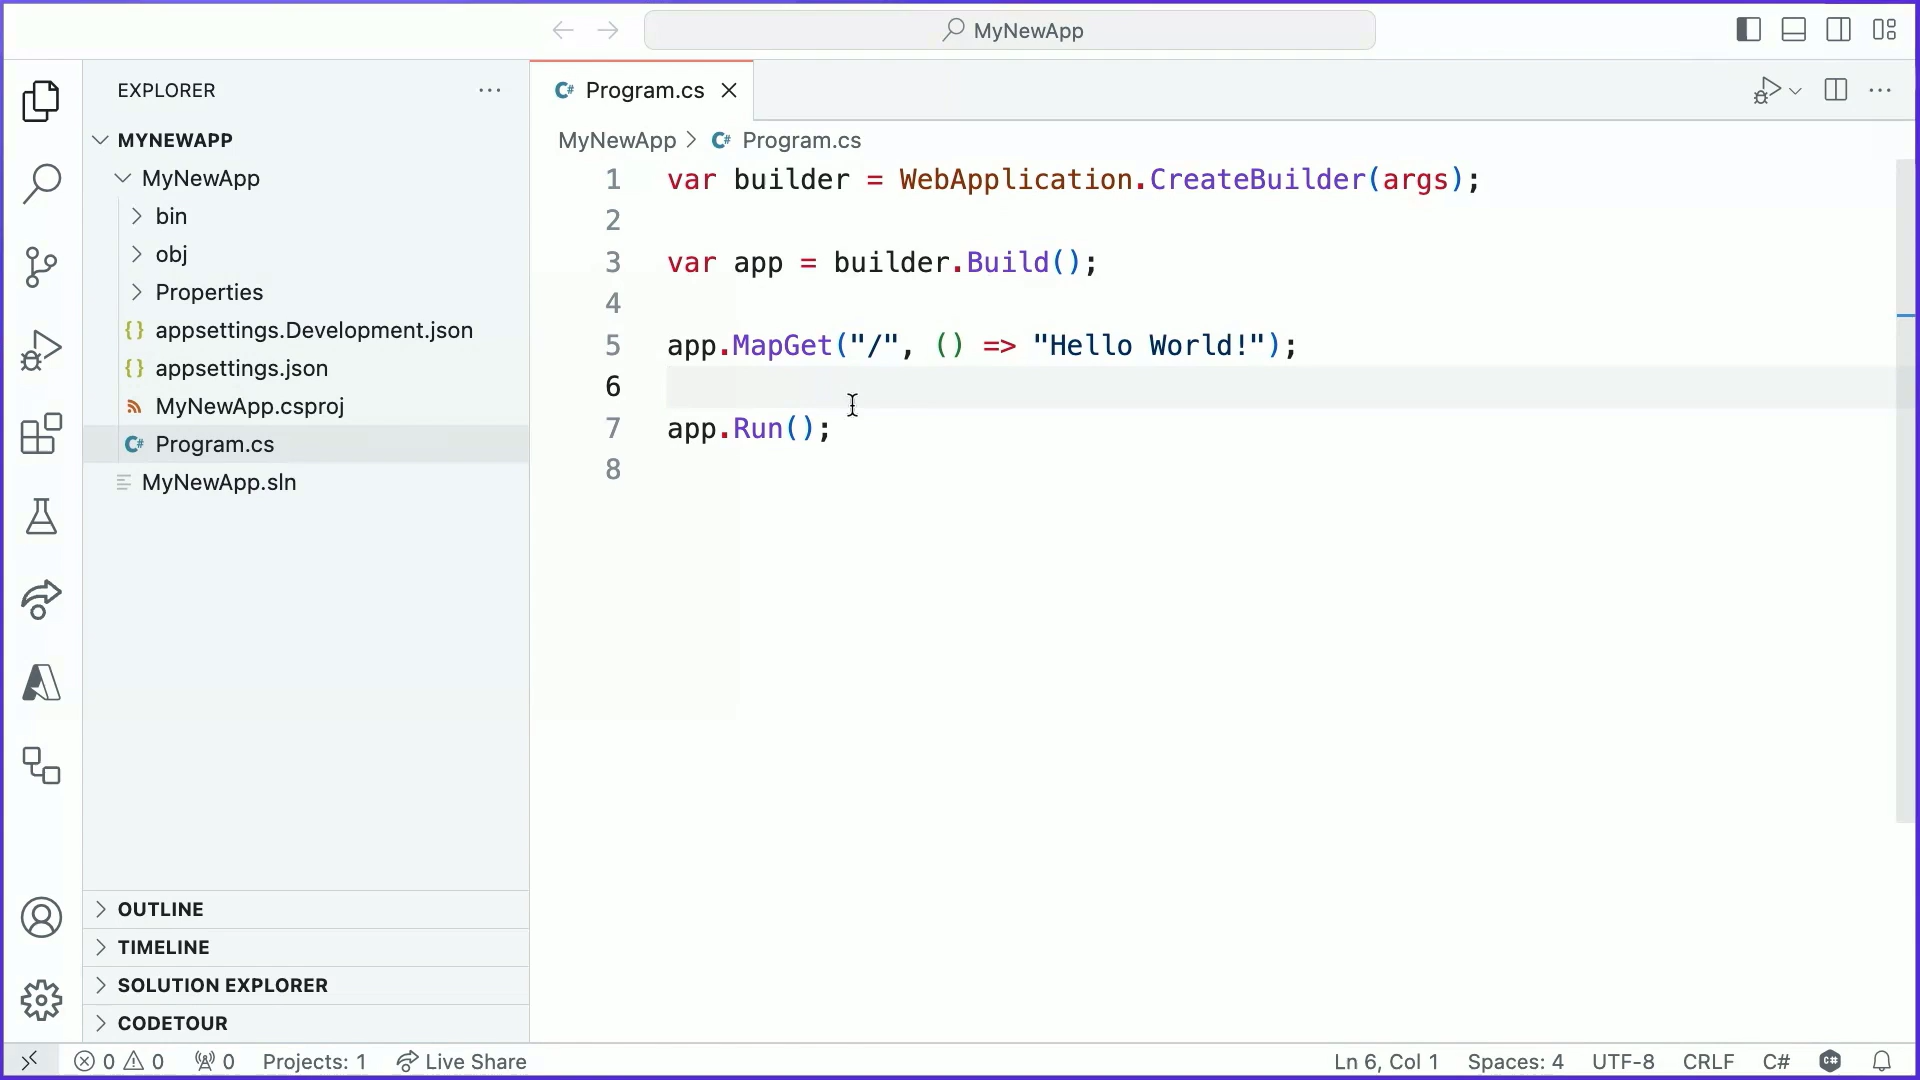 MyNewApp
EXPLORER
MYNEWAPP
MyNewApp
bin
obj
Properties
{} appsettings.Development.json
{} appsettings.json
MyNewApp.csproj
C# Program.cs
MyNewApp.sln
OUTLINE
TIMELINE
SOLUTION EXPLORER
CODETOUR
C# Program.cs
MyNewApp > C# Program.cs
1 var builder = WebApplication.CreateBuilder(args);
2
3 var app = builder.Build();
4
5 app.MapGet("/", () => "Hello World!");
6
7 app.Run();
8
0 0 0 Projects: 1 Live Share Ln 6, Col 1 Spaces: 4 UTF-8 CRLF C# C#